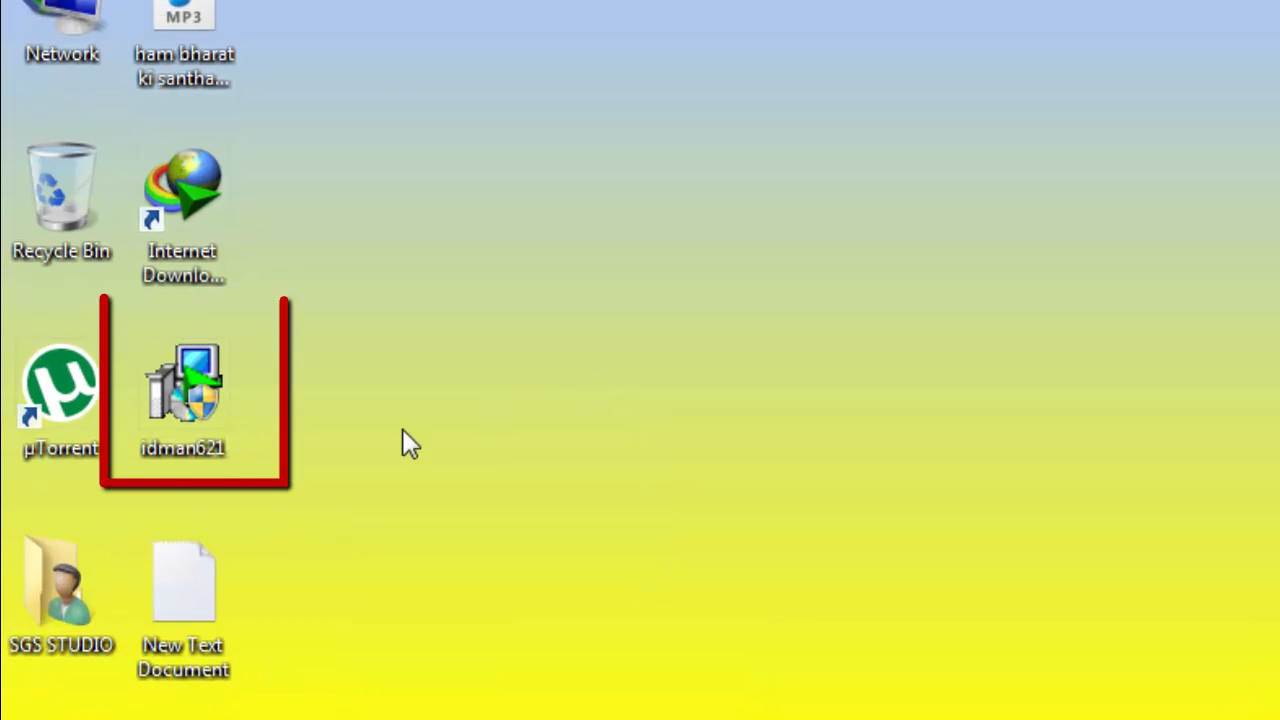 MP3
Network
ham bharat
ki santha...
Recycle Bin
Internet
Downlo...
µTorrent
idman621
SGS STUDIO
New Text
Document